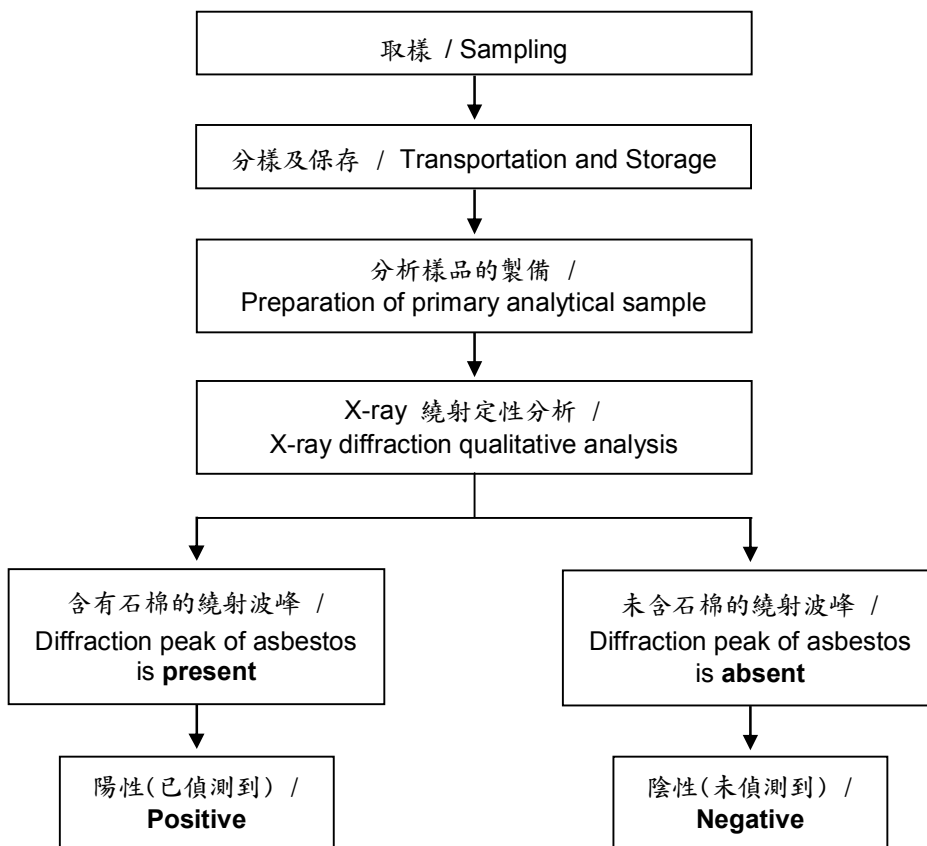 取樣 / Sampling
分樣及保存 / Transportation and Storage
分析樣品的製備 /
Preparation of primary analytical sample
X-ray 繞射定性分析 /
X-ray diffraction qualitative analysis
含有石棉的繞射波峰 /
Diffraction peak of asbestos
is present
未含石棉的繞射波峰 /
Diffraction peak of asbestos
is absent
陽性(已偵測到) /
Positive
陰性(未偵測到) /
Negative